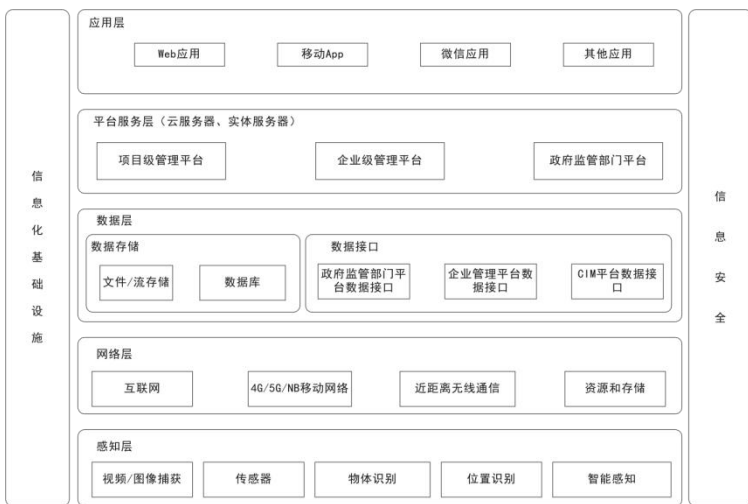 信息化基础设施
应用层
Web应用
移动App
微信应用
其他应用
平台服务层（云服务器、实体服务器）
项目级管理平台
企业级管理平台
政府监管部门平台
数据层
数据存储
文件/流存储
数据库
数据接口
政府监管部门平
台数据接口
企业管理平台数
据接口
CIM平台数据接
口
网络层
互联网
4G/5G/NB移动网络
近距离无线通信
资源和存储
感知层
视频/图像捕获
传感器
物体识别
位置识别
智能感知
信息安全